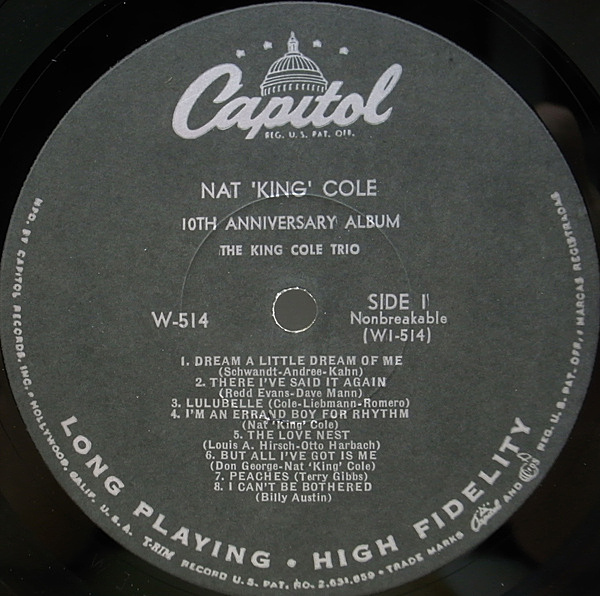 Capitol
REG. U.S. PAT. OFF.
NAT 'KING' COLE
10TH ANNIVERSARY ALBUM
THE KING COLE TRIO
W-514
SIDE 1
Nonbreakable
(W1-514)
1. DREAM A LITTLE DREAM OF ME
(Schwandt-Andree-Kahn)
2. THERE I'VE SAID IT AGAIN
(Redd Evans-Dave Mann)
3. LULUBELLE (Cole-Liebmann-Romero)
4. I'M AN ERRAND BOY FOR RHYTHM
(Nat 'King' Cole)
5. THE LOVE NEST
(Louis A. Hirsch-Otto Harbach)
6. BUT ALL I'VE GOT IS ME
(Don George-Nat 'King' Cole)
7. PEACHES (Terry Gibbs)
8. I CAN'T BE BOTHERED
(Billy Austin)
LONG PLAYING • HIGH FIDELITY
MFG. BY CAPITOL RECORDS, INC., HOLLYWOOD, CALIF. U.S.A. T-RIM RECORD U.S. PAT. NO. 2,631,859 • TRADE MARKS Capitol AND REG. U.S. PAT. OFF., MARCAS REGISTRADAS